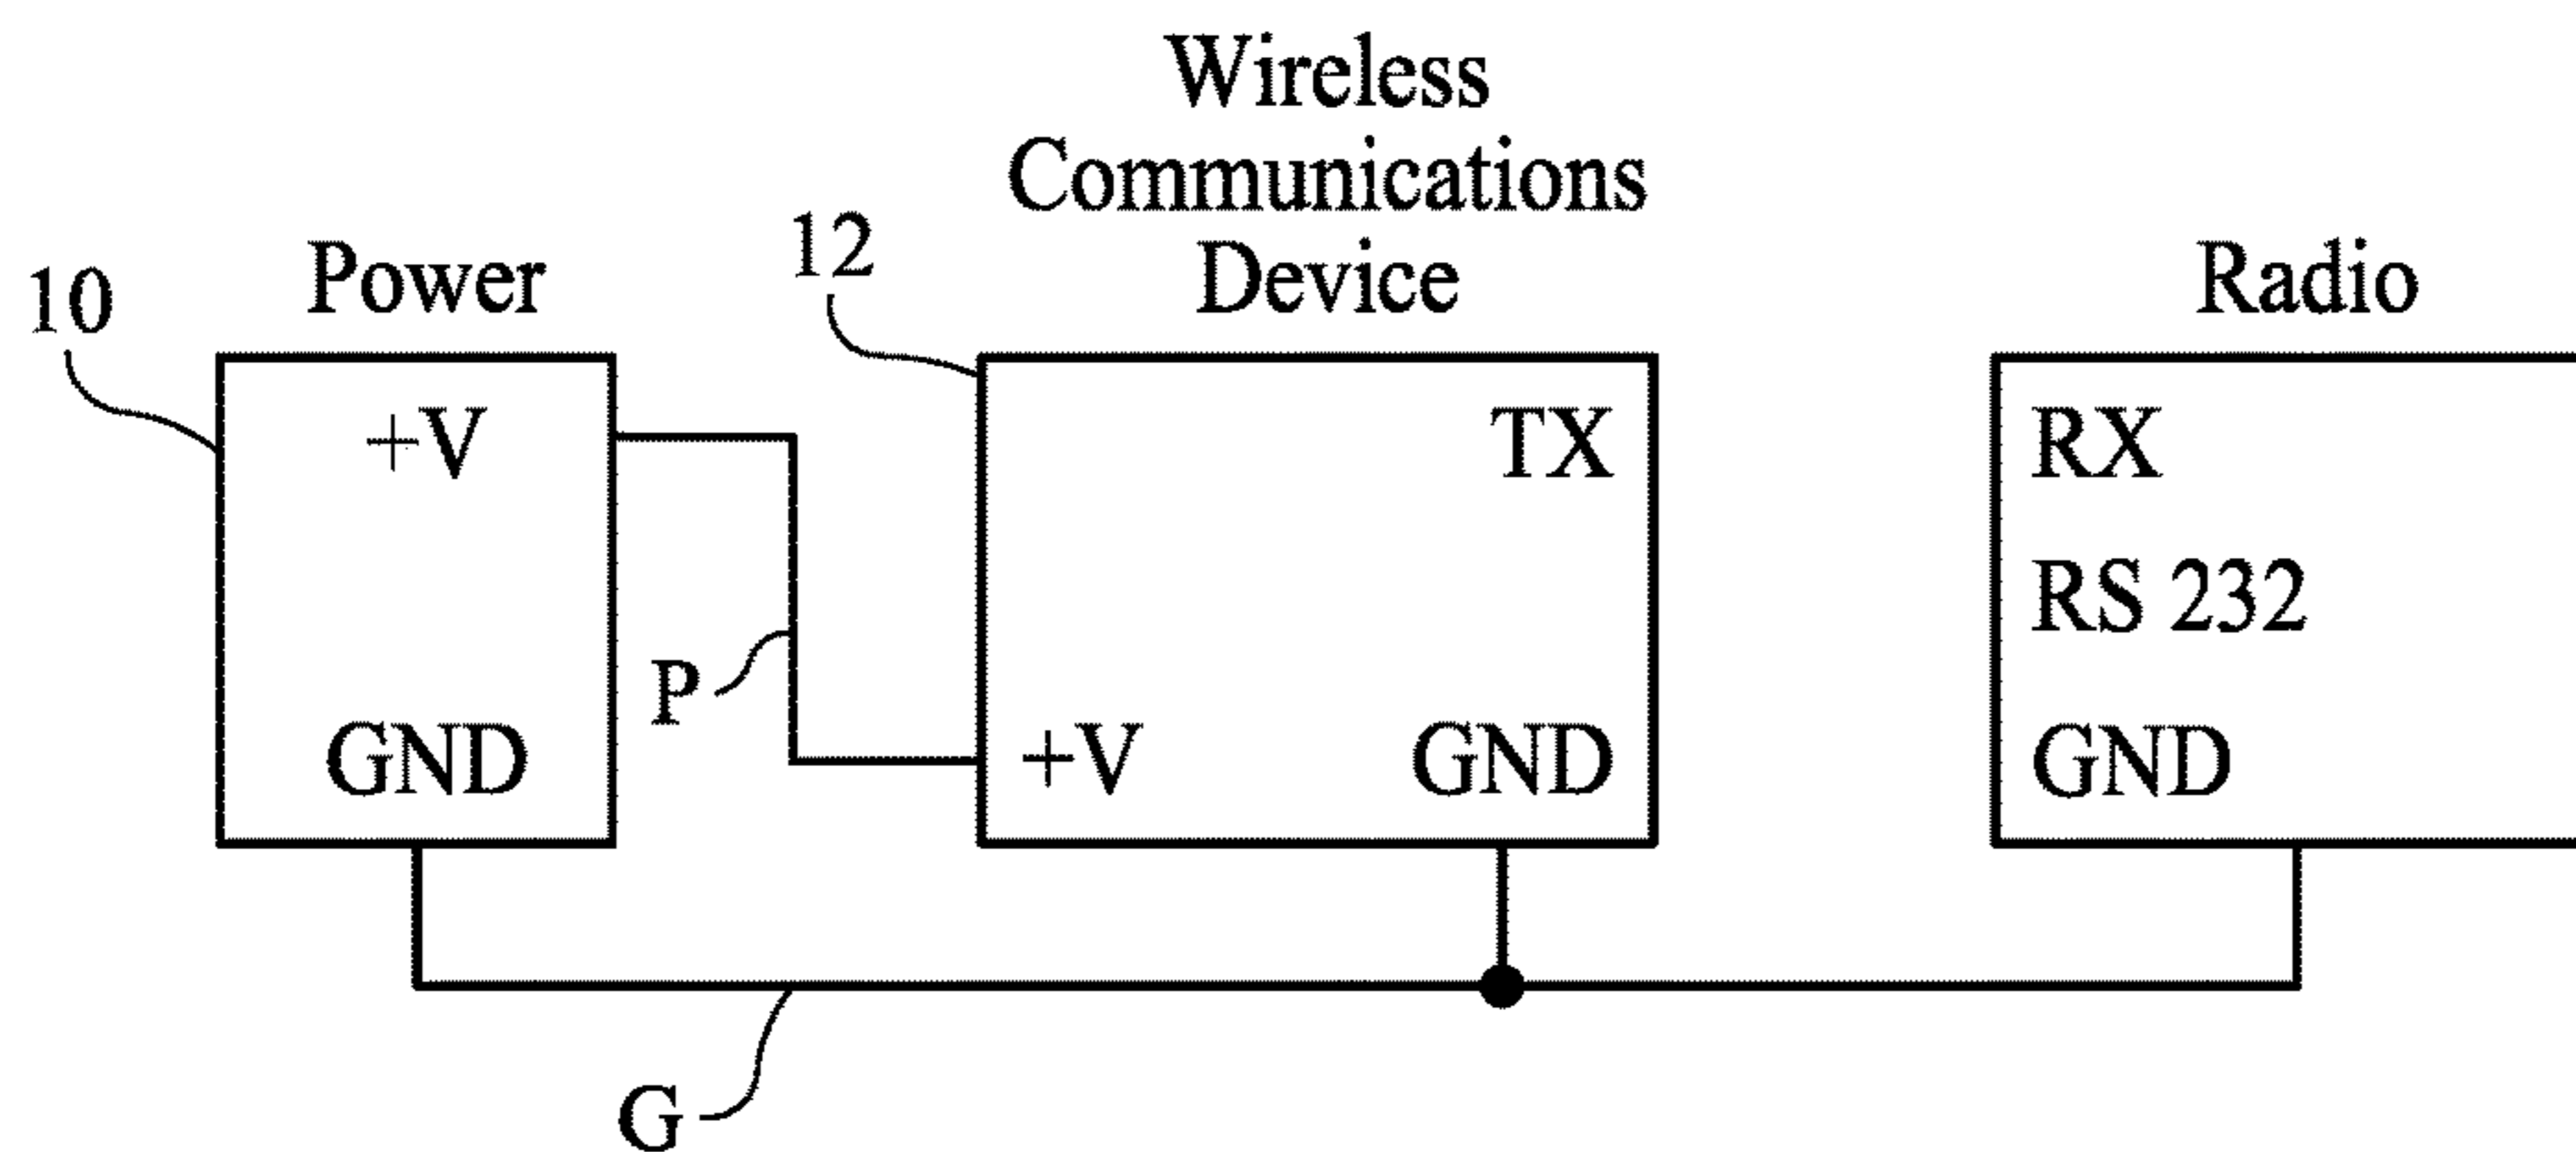 Wireless
Communications
Device
Power
Radio
10
12
+V
TX
RX
RS 232
P
GND
+V
GND
GND
G